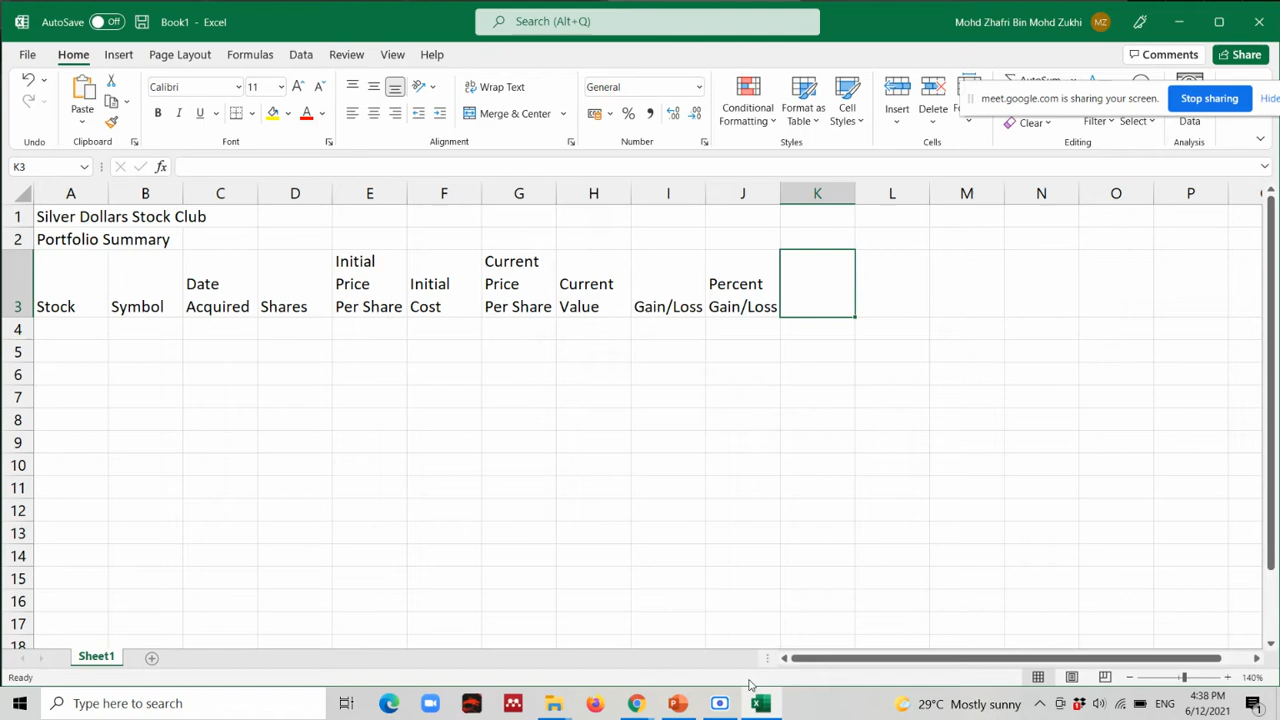 AutoSave Off Book1 - Excel Search (Alt+Q) Mohd Zhafri Bin Mohd Zukhi MZ
File Home Insert Page Layout Formulas Data Review View Help Comments Share
Calibri 11 Wrap Text General AutoSum
Paste Merge & Center Conditional Formatting Format as Table Cell Styles Insert Delete Clear Filter Select Data
meet.google.com is sharing your screen. Stop sharing Hide
Undo Clipboard Font Alignment Number Styles Cells Editing Analysis
K3 fx
A B C D E F G H I J K L M N O P
1 Silver Dollars Stock Club
2 Portfolio Summary
3 Stock Symbol Date Acquired Shares Initial Price Per Share Initial Cost Current Price Per Share Current Value Gain/Loss Percent Gain/Loss
4
5
6
7
8
9
10
11
12
13
14
15
16
17
18
Sheet1
Ready 140%
Type here to search 29°C Mostly sunny ENG 4:38 PM
6/12/2021 1